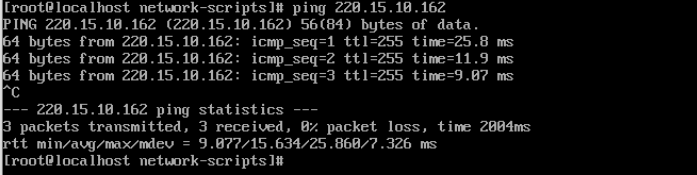 [root@localhost network-scripts]# ping 220.15.10.162
PING 220.15.10.162 (220.15.10.162) 56(84) bytes of data.
64 bytes from 220.15.10.162: icmp_seq=1 ttl=255 time=25.8 ms
64 bytes from 220.15.10.162: icmp_seq=2 ttl=255 time=11.9 ms
64 bytes from 220.15.10.162: icmp_seq=3 ttl=255 time=9.07 ms
^C
--- 220.15.10.162 ping statistics ---
3 packets transmitted, 3 received, 0% packet loss, time 2004ms
rtt min/avg/max/mdev = 9.077/15.634/25.860/7.326 ms
[root@localhost network-scripts]#